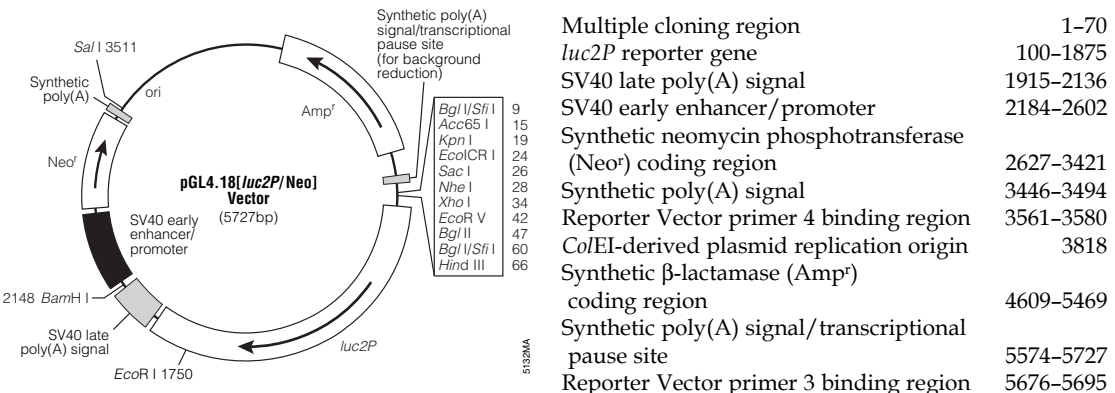 Synthetic poly(A)
signal/transcriptional
pause site
(for background
reduction)
Sal I 3511
Synthetic
poly(A)
ori
Ampʳ
Neoʳ
pGL4.18[luc2P/Neo]
Vector
(5727bp)
SV40 early
enhancer/
promoter
2148 BamH I
SV40 late
poly(A) signal
EcoR I 1750
luc2P
Bgl I/Sfi I 9
Acc65 I 15
Kpn I 19
EcoICR I 24
Sac I 26
Nhe I 28
Xho I 34
EcoR V 42
Bgl II 47
Bgl I/Sfi I 60
Hind III 66
5132MA
Multiple cloning region 1–70
luc2P reporter gene 100–1875
SV40 late poly(A) signal 1915–2136
SV40 early enhancer/promoter 2184–2602
Synthetic neomycin phosphotransferase
(Neoʳ) coding region 2627–3421
Synthetic poly(A) signal 3446–3494
Reporter Vector primer 4 binding region 3561–3580
ColEI-derived plasmid replication origin 3818
Synthetic β-lactamase (Ampʳ)
coding region 4609–5469
Synthetic poly(A) signal/transcriptional
pause site 5574–5727
Reporter Vector primer 3 binding region 5676–5695